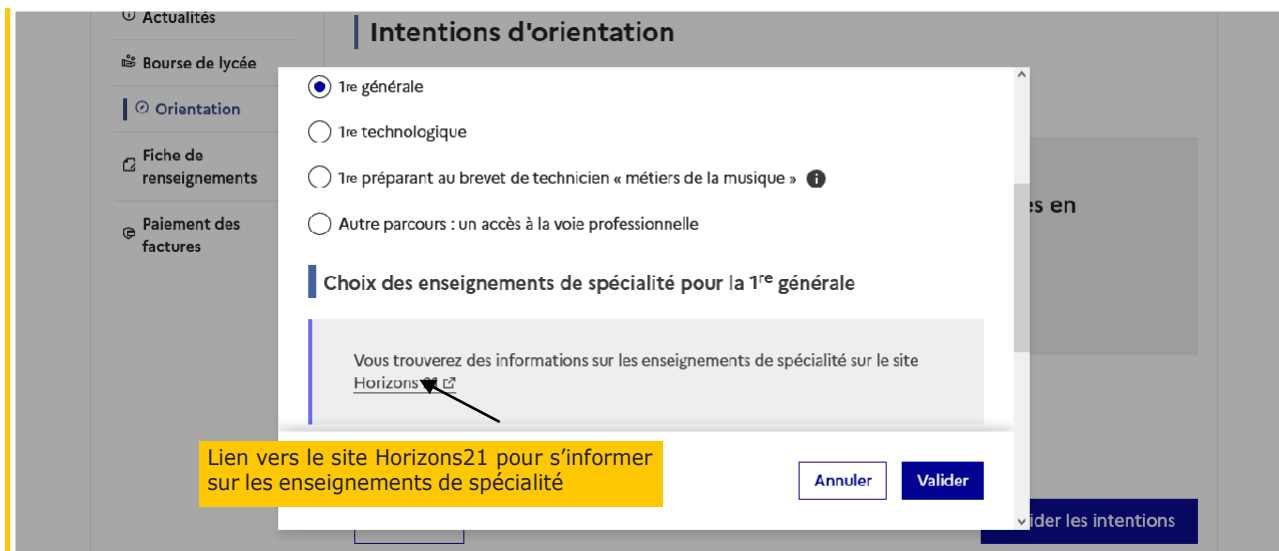 Actualités
Intentions d'orientation
Bourse de lycée
Orientation
Fiche de
renseignements
Paiement des
factures
1re générale
1re technologique
1re préparant au brevet de technicien « métiers de la musique »
Autre parcours : un accès à la voie professionnelle
es en
Choix des enseignements de spécialité pour la 1re générale
Vous trouverez des informations sur les enseignements de spécialité sur le site
Horizons
Lien vers le site Horizons21 pour s'informer
sur les enseignements de spécialité
Annuler
Valider
ider les intentions